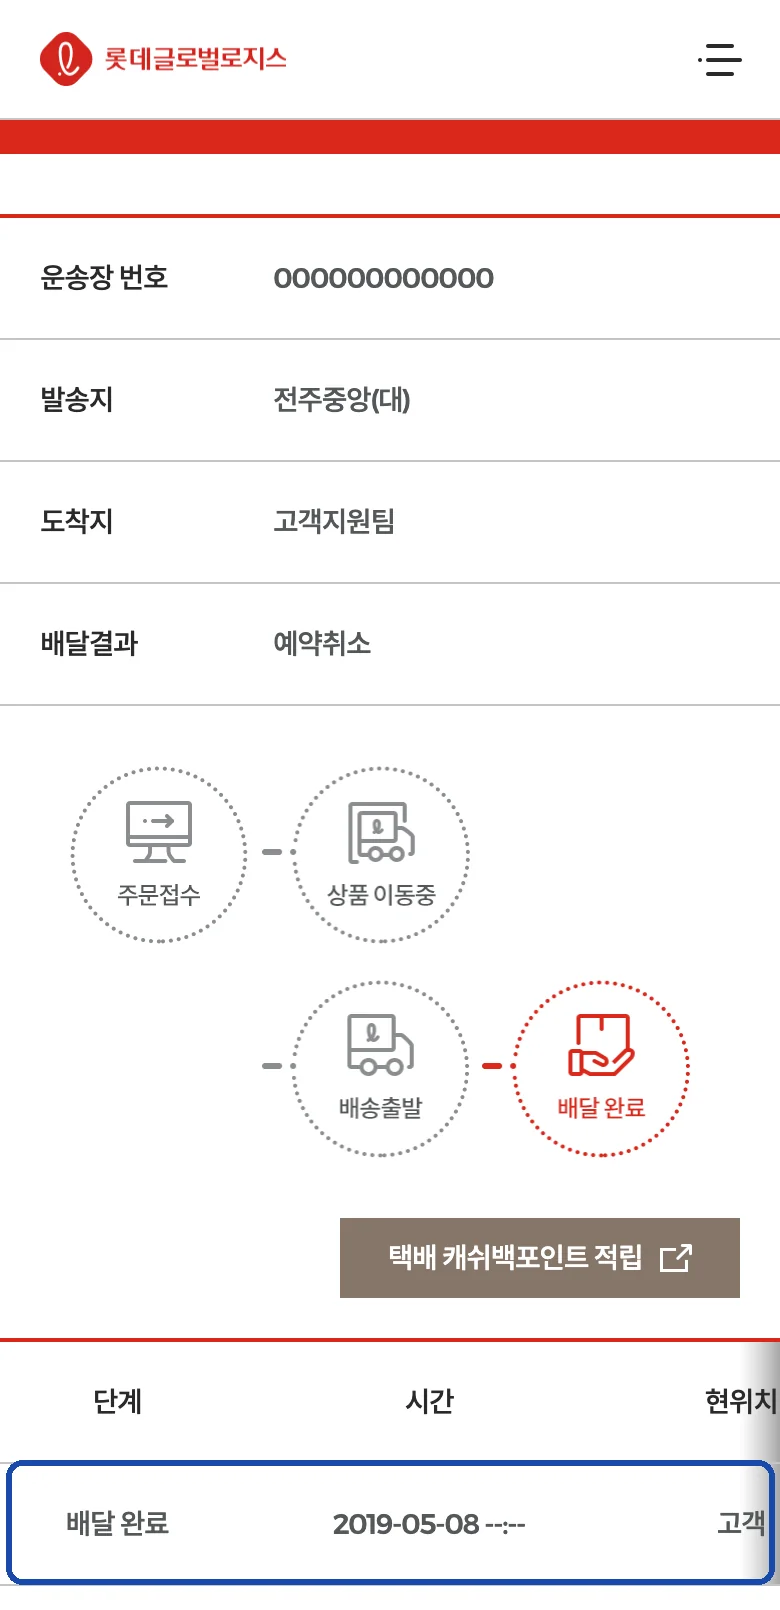 롯데글로벌로지스
운송장 번호 000000000000
발송지 전주중앙(대)
도착지 고객지원팀
배달결과 예약취소
주문접수 상품 이동중
배송출발 배달 완료
택배 캐쉬백포인트 적립
단계 시간 현위치
배달 완료 2019-05-08 --:-- 고객